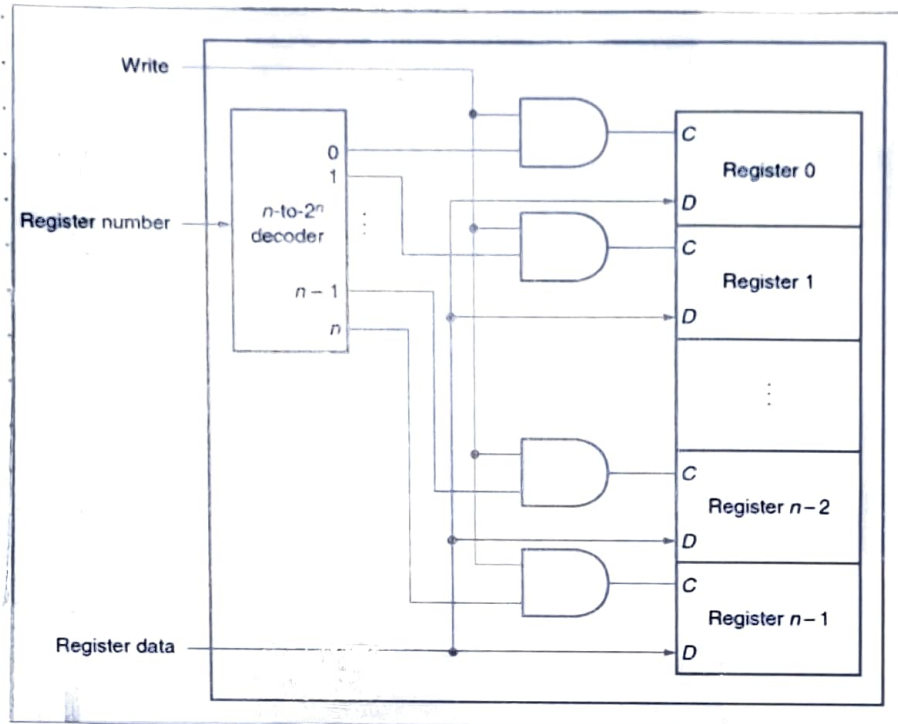 Write
C
0
Register 0
1
n-to-2ⁿ
D
Register number
decoder
⋮
C
n – 1
Register 1
n
D
⋮
C
Register n – 2
D
C
Register n – 1
Register data
D